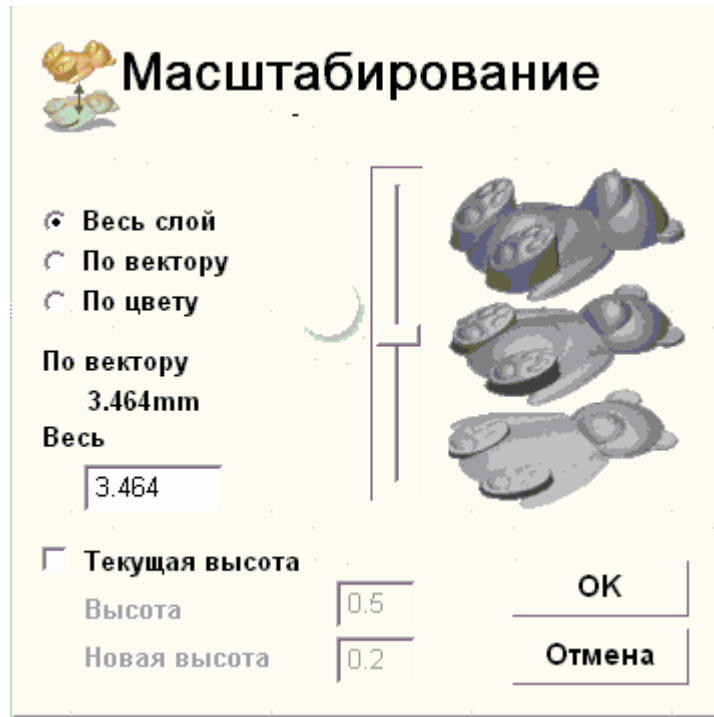 Масштабирование
Весь слой
По вектору
По цвету
По вектору
3.464mm
Весь
3.464
Текущая высота
Высота 0.5
Новая высота 0.2
OK
Отмена